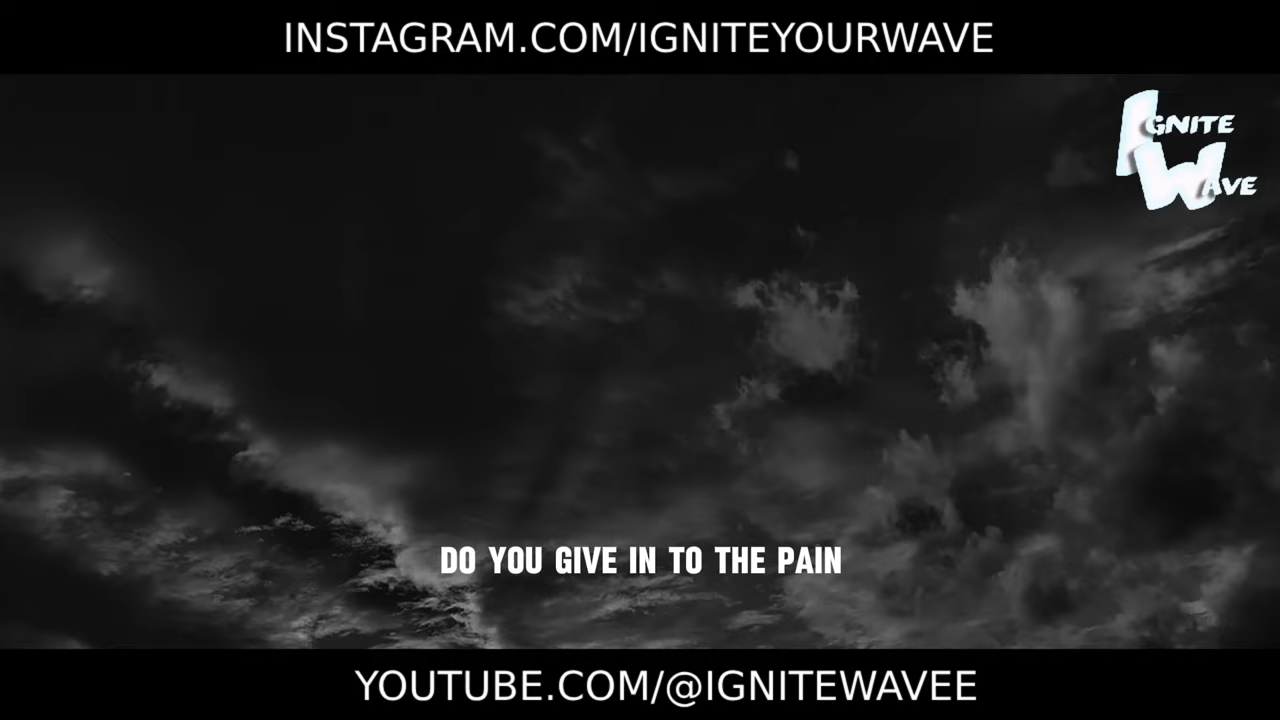 INSTAGRAM.COM/IGNITEYOURWAVE
IGNITE
WAVE
DO YOU GIVE IN TO THE PAIN
YOUTUBE.COM/@IGNITEWAVEE